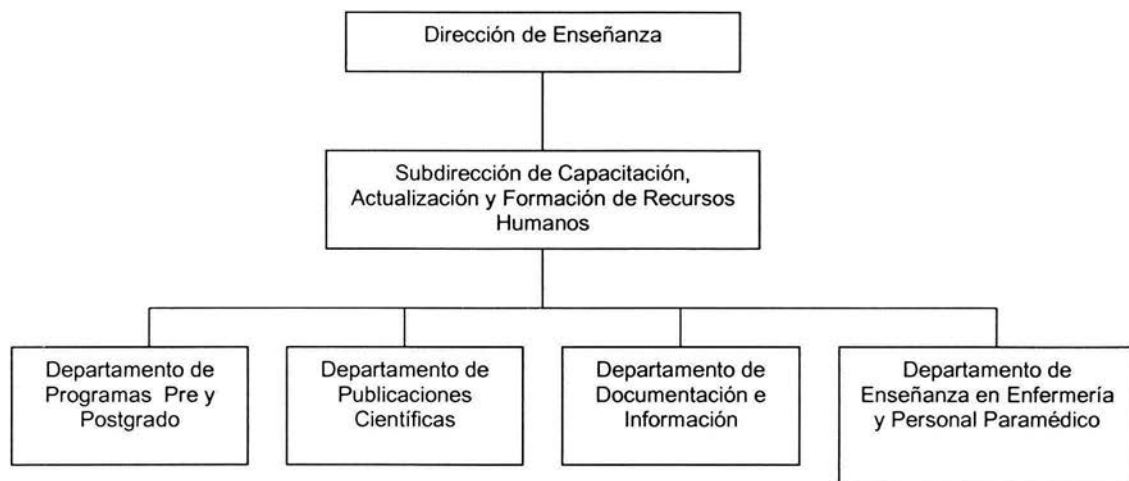 Dirección de Enseñanza
Subdirección de Capacitación,
Actualización y Formación de Recursos
Humanos
Departamento de
Programas Pre y
Postgrado
Departamento de
Publicaciones
Científicas
Departamento de
Documentación e
Información
Departamento de
Enseñanza en Enfermería
y Personal Paramédico